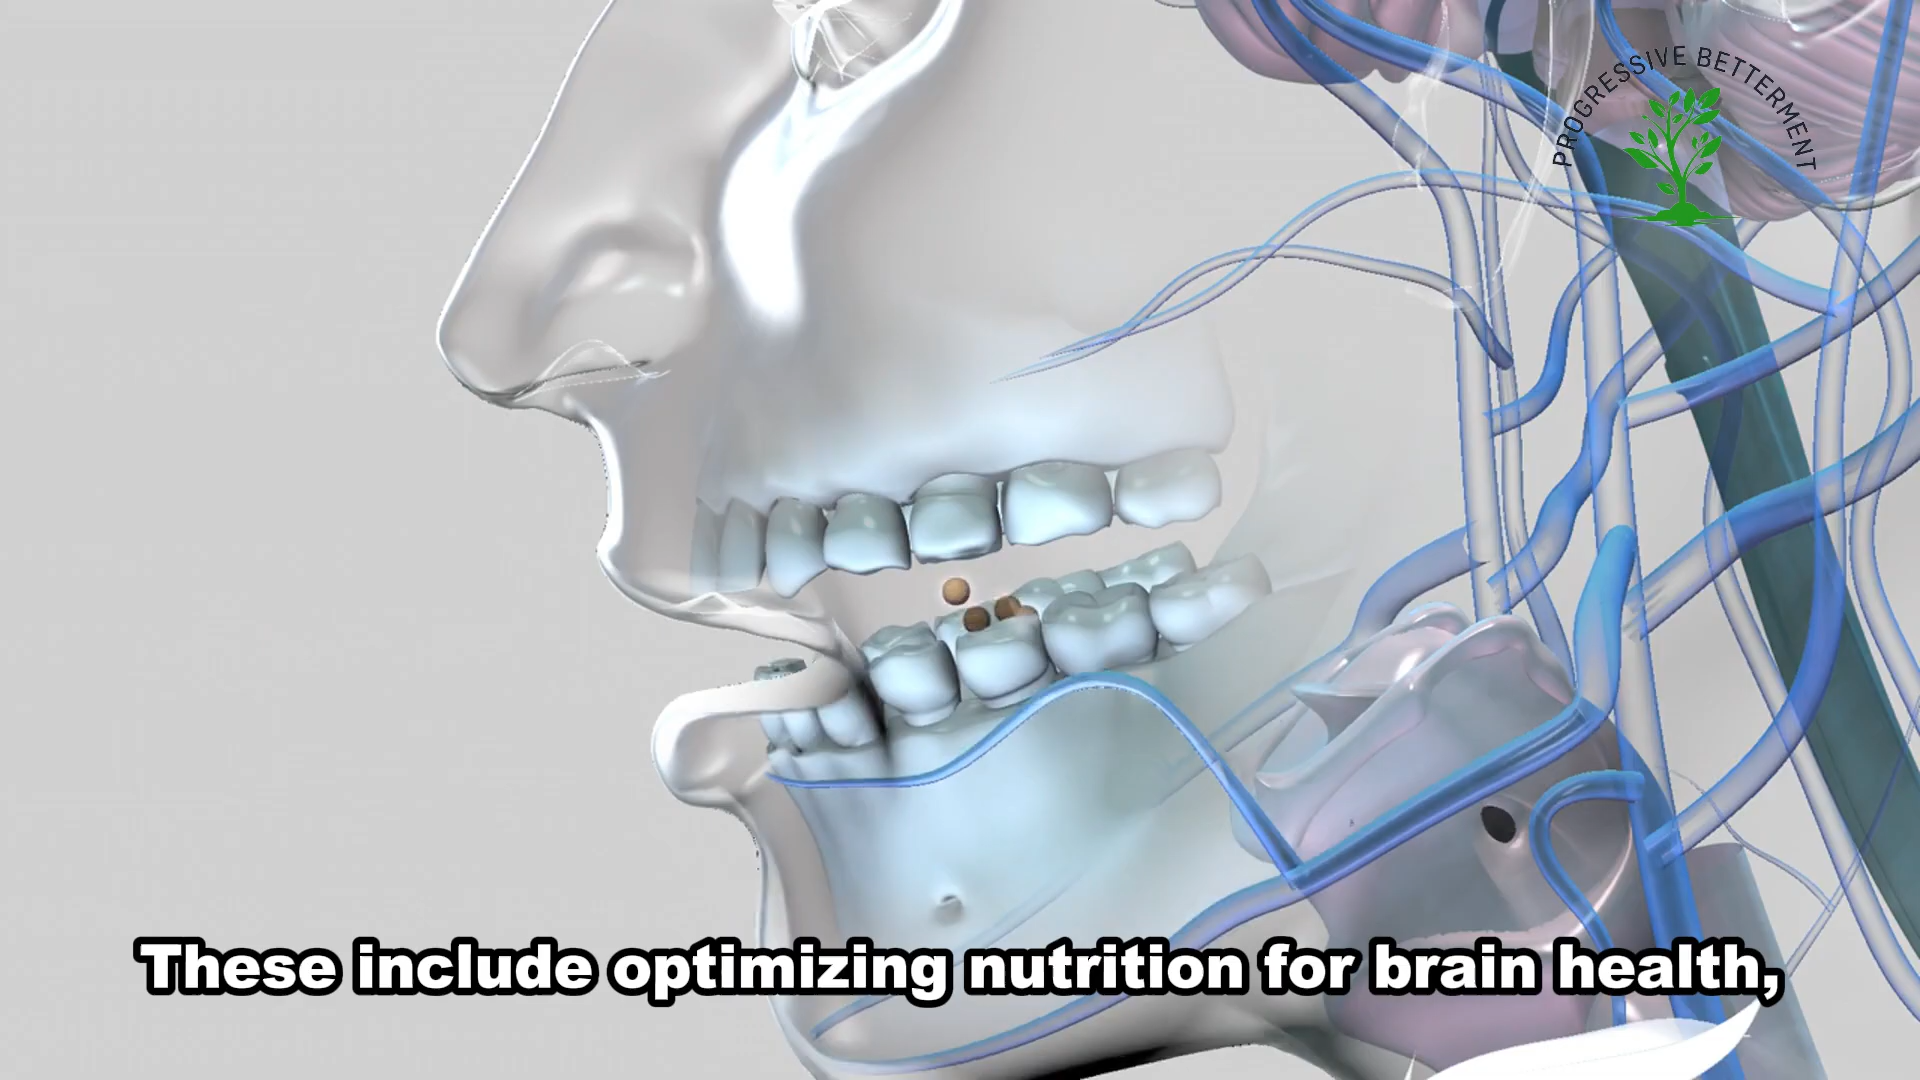 PROGRESSIVE BETTERMENT
These include optimizing nutrition for brain health,